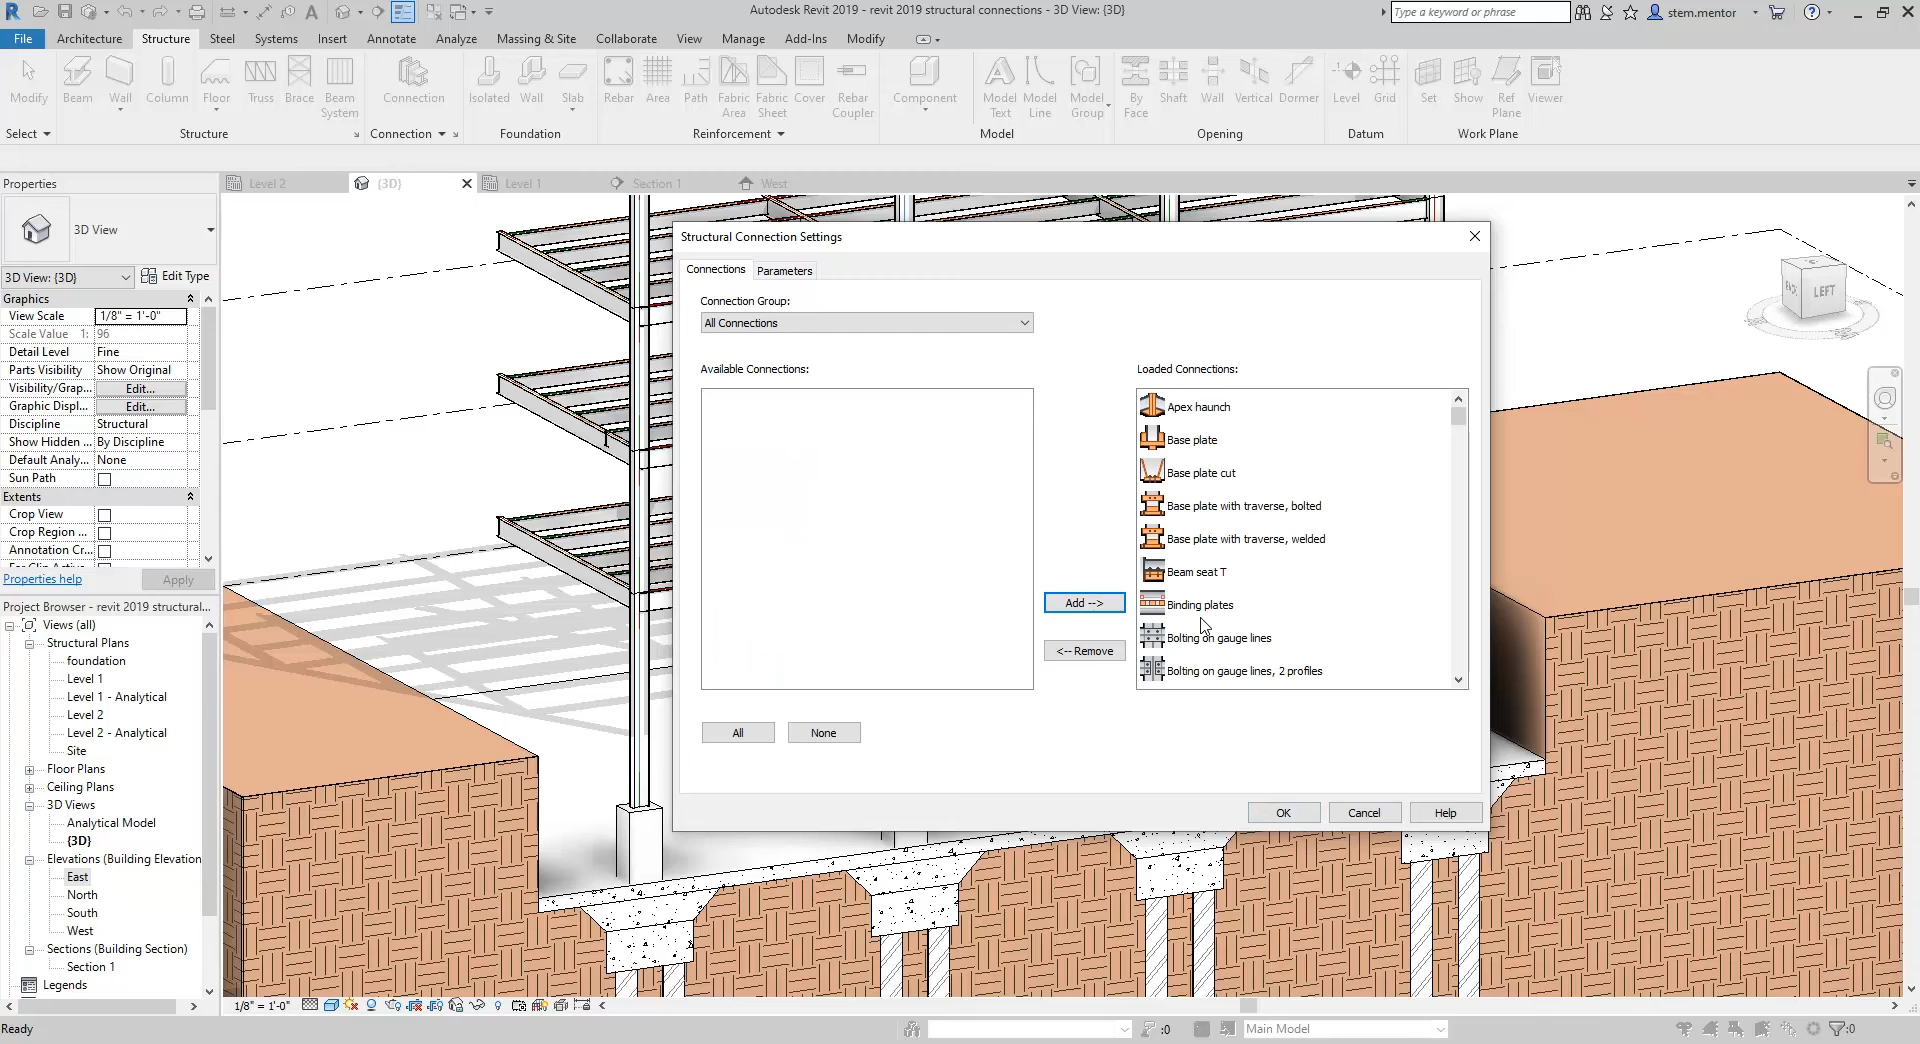 Autodesk Revit 2019 - revit 2019 structural connections - 3D View: {3D}
Type a keyword or phrase
stem.mentor
File Architecture Structure Steel Systems Insert Annotate Analyze Massing & Site Collaborate View Manage Add-Ins Modify
Modify Beam Wall Column Floor Truss Brace Beam System Connection Isolated Wall Slab Rebar Area Path Fabric Area Fabric Sheet Cover Rebar Coupler Component Model Text Model Line Model Group By Face Shaft Wall Vertical Dormer Level Grid Set Show Ref Plane Viewer
Select Structure Connection Foundation Reinforcement Model Opening Datum Work Plane
Properties
Level 2 {3D} Level 1 Section 1 West
3D View
3D View: {3D} Edit Type
Graphics
View Scale 1/8" = 1'-0"
Scale Value 1: 96
Detail Level Fine
Parts Visibility Show Original
Visibility/Grap... Edit...
Graphic Displ... Edit...
Discipline Structural
Show Hidden ... By Discipline
Default Analy... None
Sun Path
Extents
Crop View
Crop Region ...
Annotation Cr...
Properties help Apply
Project Browser - revit 2019 structural...
Views (all)
Structural Plans
foundation
Level 1
Level 1 - Analytical
Level 2
Level 2 - Analytical
Site
Floor Plans
Ceiling Plans
3D Views
Analytical Model
{3D}
Elevations (Building Elevation
East
North
South
West
Sections (Building Section)
Section 1
Legends
Structural Connection Settings
Connections Parameters
Connection Group:
All Connections
Available Connections:
Loaded Connections:
Apex haunch
Base plate
Base plate cut
Base plate with traverse, bolted
Base plate with traverse, welded
Beam seat T
Binding plates
Bolting on gauge lines
Bolting on gauge lines, 2 profiles
Add -->
<-- Remove
All None
OK Cancel Help
LEFT
BACK
1/8" = 1'-0"
Ready
:0
Main Model
:0